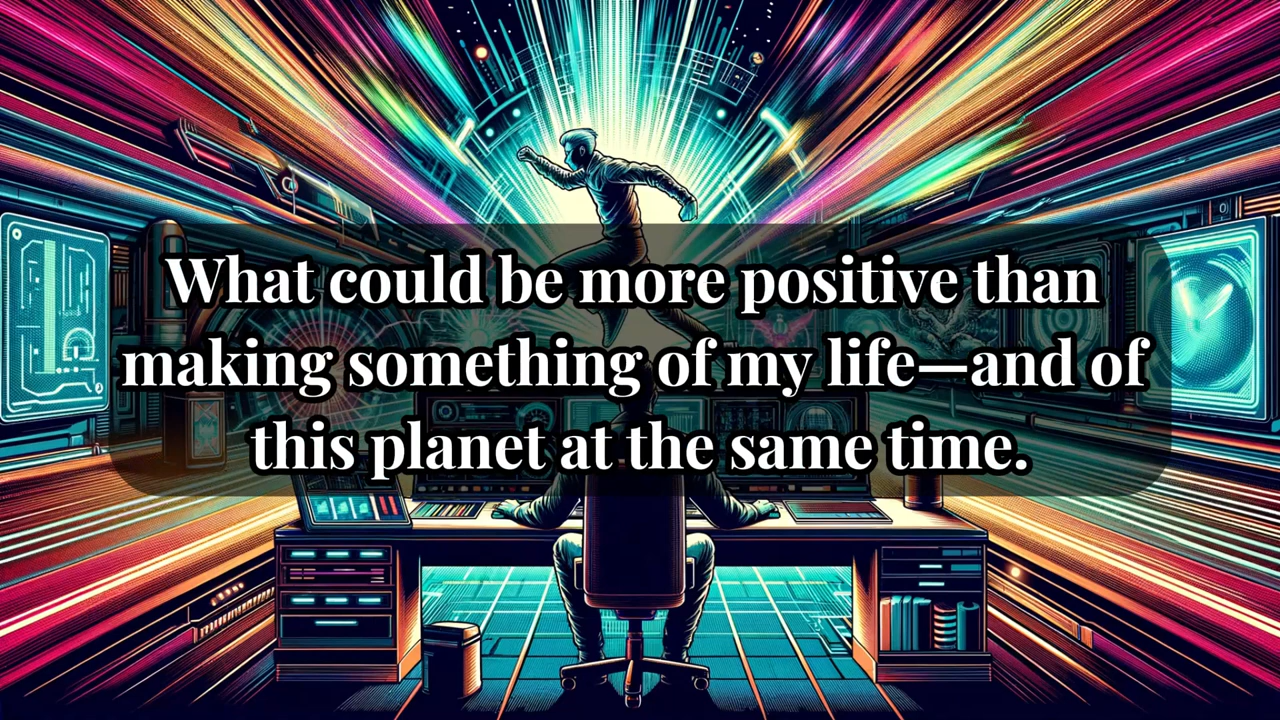 What could be more positive than
making something of my life—and of
this planet at the same time.